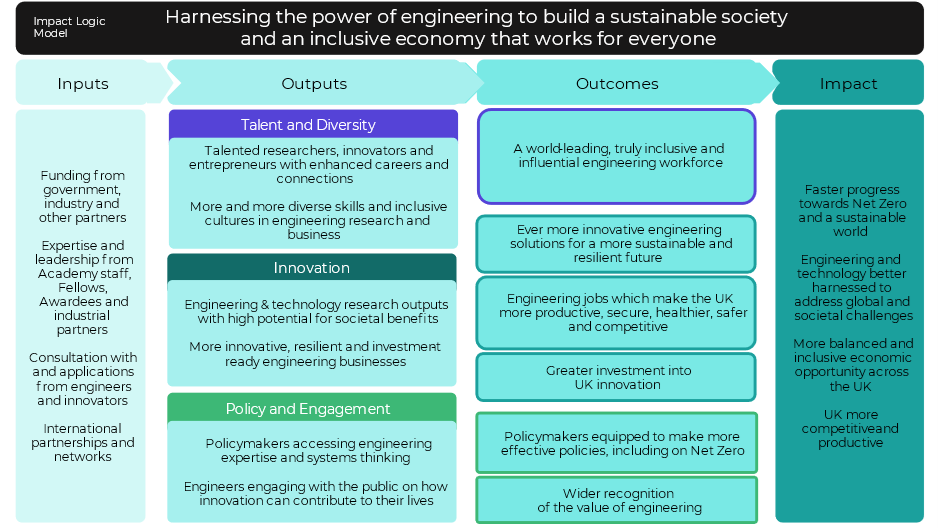 Impact Logic
Model
Harnessing the power of engineering to build a sustainable society
and an inclusive economy that works for everyone
Inputs
Outputs
Outcomes
Impact
Funding from
government,
industry and
other partners
Expertise and
leadership from
Academy staff,
Fellows,
Awardees and
industrial
partners
Consultation with
and applications
from engineers
and innovators
International
partnerships and
networks
Talent and Diversity
Talented researchers, innovators and
entrepreneurs with enhanced careers and
connections
More and more diverse skills and inclusive
cultures in engineering research and
business
Innovation
Engineering & technology research outputs
with high potential for societal benefits
More innovative, resilient and investment-
ready engineering businesses
Policy and Engagement
Policymakers accessing engineering
expertise and systems thinking
Engineers engaging with the public on how
innovation can contribute to their lives
A world-leading, truly inclusive and
influential engineering workforce
Ever more innovative engineering
solutions for a more sustainable and
resilient future
Engineering jobs which make the UK
more productive, secure, healthier, safer
and competitive
Greater investment into
UK innovation
Policymakers equipped to make more
effective policies, including on Net Zero
Wider recognition
of the value of engineering
Faster progress
towards Net Zero
and a sustainable
world
Engineering and
technology better
harnessed to
address global and
societal challenges
More balanced and
inclusive economic
opportunity across
the UK
UK more
competitiveand
productive